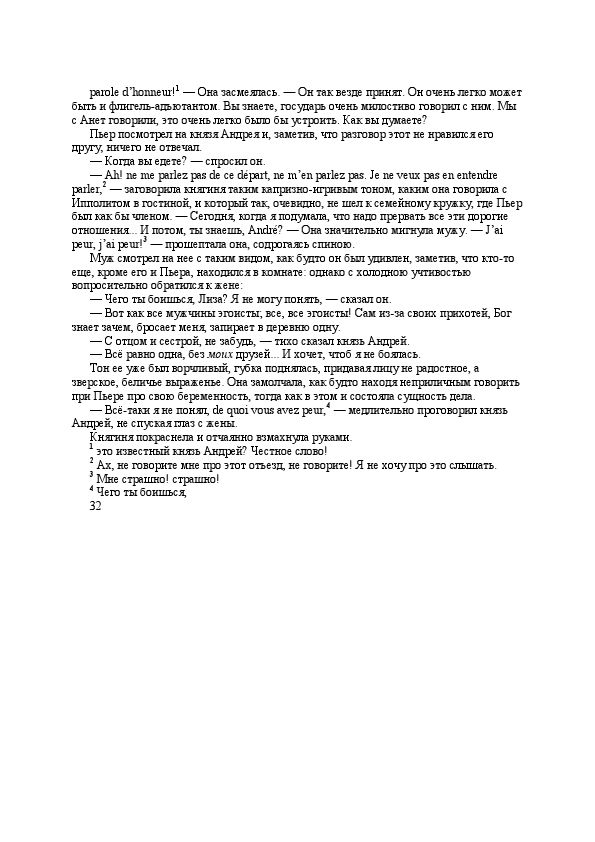 parole d’honneur!1 — Она засмеялась. — Он так везде принят. Он очень легко может
быть и флигель-адъютантом. Вы знаете, государь очень милостиво говорил с ним. Мы
с Анет говорили, это очень легко было бы устроить. Как вы думаете?
Пьер посмотрел на князя Андрея и, заметив, что разговор этот не нравился его
другу, ничего не отвечал.
— Когда вы едете? — спросил он.
— Ah! ne me parlez pas de ce départ, ne m’en parlez pas. Je ne veux pas en entendre
parler,2 — заговорила княгиня таким капризно-игривым тоном, каким она говорила с
Ипполитом в гостиной, и который так, очевидно, не шел к семейному кружку, где Пьер
был как бы членом. — Сегодня, когда я подумала, что надо прервать все эти дорогие
отношения... И потом, ты знаешь, André? — Она значительно мигнула мужу. — J’ai
peur, j’ai peur!3 — прошептала она, содрогаясь спиною.
Муж смотрел на нее с таким видом, как будто он был удивлен, заметив, что кто-то
еще, кроме его и Пьера, находился в комнате: однако с холодною учтивостью
вопросительно обратился к жене:
— Чего ты боишься, Лиза? Я не могу понять, — сказал он.
— Вот как все мужчины эгоисты; все, все эгоисты! Сам из-за своих прихотей, Бог
знает зачем, бросает меня, запирает в деревню одну.
— С отцом и сестрой, не забудь, — тихо сказал князь Андрей.
— Всё равно одна, без моих друзей... И хочет, чтоб я не боялась.
Тон ее уже был ворчливый, губка поднялась, придавая лицу не радостное, а
зверское, беличье выраженье. Она замолчала, как будто находя неприличным говорить
при Пьере про свою беременность, тогда как в этом и состояла сущность дела.
— Всё-таки я не понял, de quoi vous avez peur,4 — медлительно проговорил князь
Андрей, не спуская глаз с жены.
Княгиня покраснела и отчаянно взмахнула руками.
1 это известный князь Андрей? Честное слово!
2 Ах, не говорите мне про этот отъезд, не говорите! Я не хочу про это слышать.
3 Мне страшно! страшно!
4 Чего ты боишься,
32